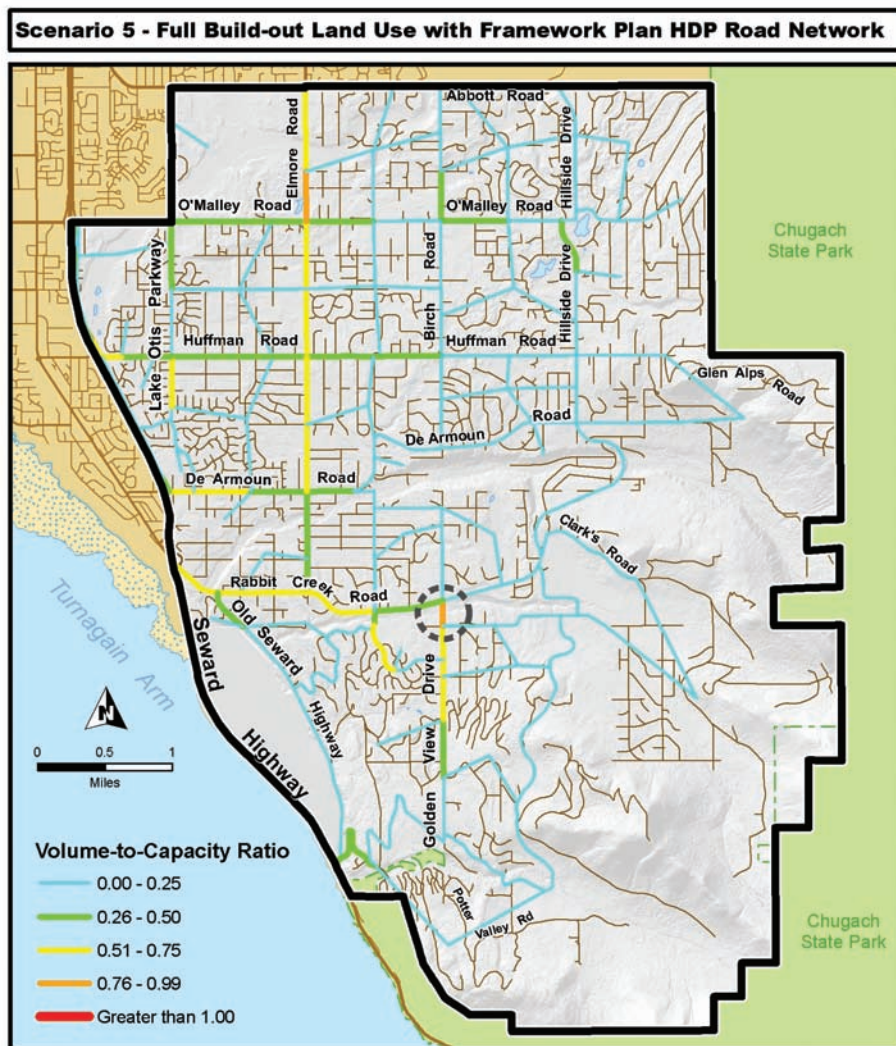 Scenario 5 - Full Build-out Land Use with Framework Plan HDP Road Network
Abbott Road
Elmore Road
Hillside Drive
O'Malley Road
O'Malley Road
Chugach
State Park
Lake Otis Parkway
Birch Road
Hillside Drive
Huffman Road
Huffman Road
Glen Alps
Road
De Armoun Road
De Armoun Road
Clark's Road
Rabbit Creek Road
Turnagain Arm
Seward Highway
Old Seward Highway
Golden View Drive
N
0 0.5 1
Miles
Potter
Valley Rd
Volume-to-Capacity Ratio
0.00 - 0.25
0.26 - 0.50
0.51 - 0.75
0.76 - 0.99
Greater than 1.00
Chugach
State Park